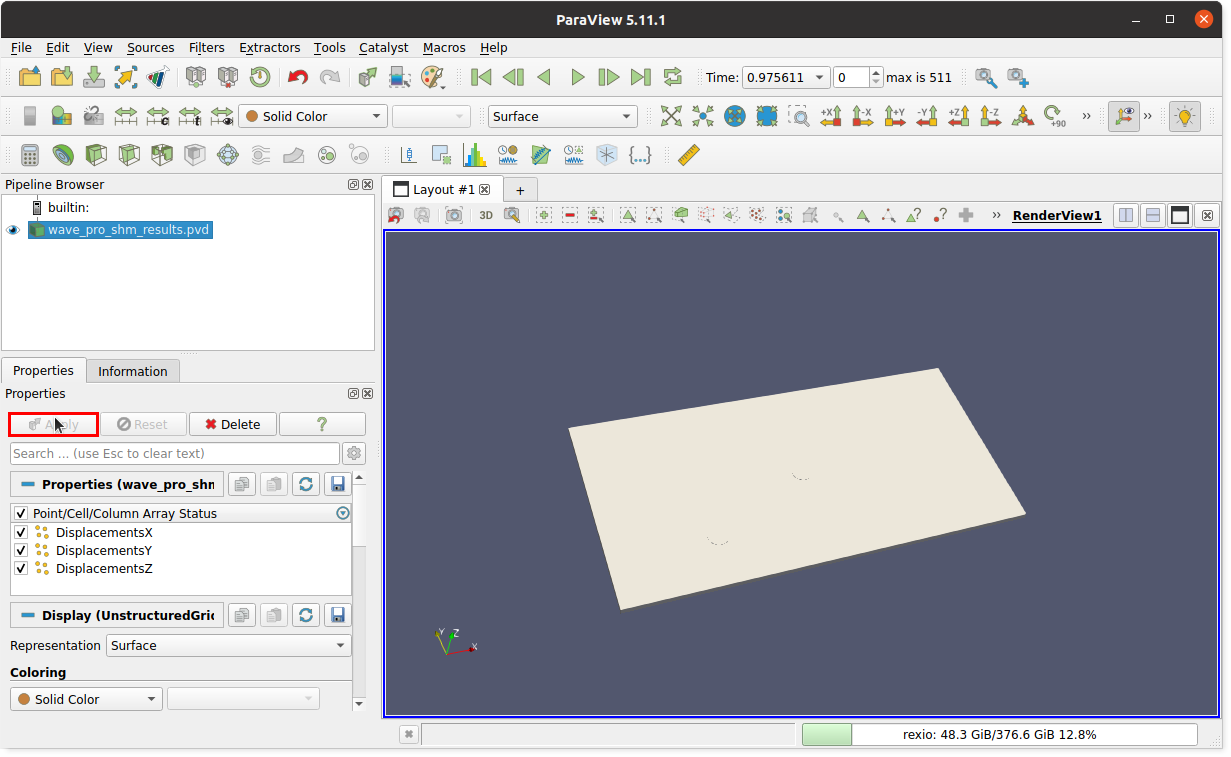 ParaView 5.11.1
File Edit View Sources Filters Extractors Tools Catalyst Macros Help
Time: 0.975611 0 max is 511
Solid Color Surface +X -X +Y -Y +Z -Z +90 »  »
Pipeline Browser
builtin:
wave_pro_shm_results.pvd
Layout #1 +
3D » RenderView1
Properties Information
Properties
Apply Reset Delete ?
Search ... (use Esc to clear text)
Properties (wave_pro_shm
Point/Cell/Column Array Status
DisplacementsX
DisplacementsY
DisplacementsZ
Display (UnstructuredGri
Representation Surface
Coloring
Solid Color
Y Z X
rexio: 48.3 GiB/376.6 GiB 12.8%